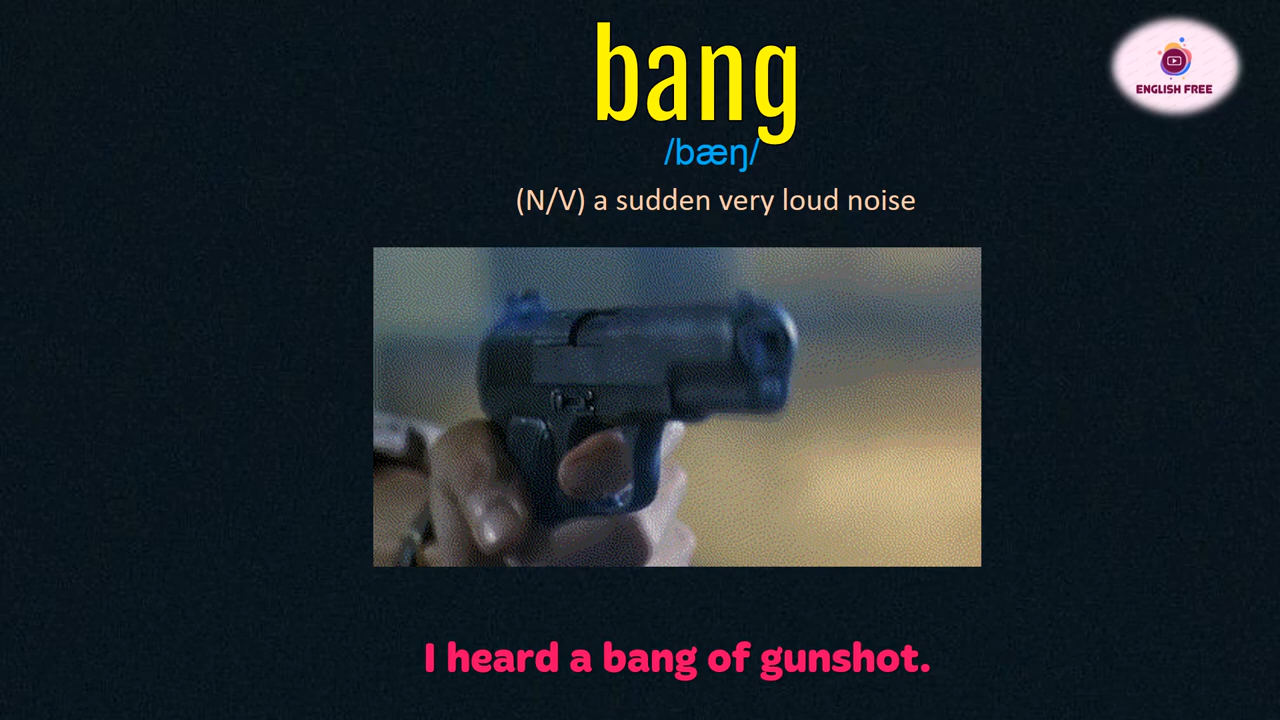 bang
/bæŋ/
(N/V) a sudden very loud noise
ENGLISH FREE
I heard a bang of gunshot.